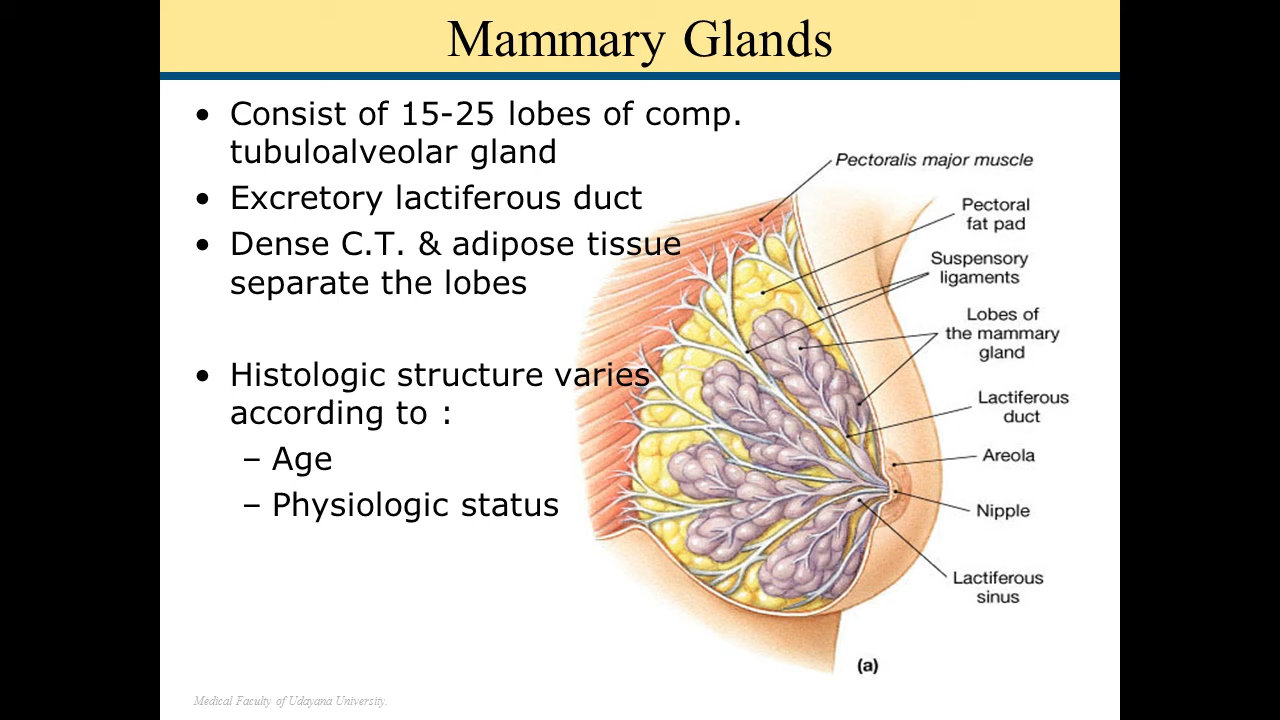 Mammary Glands
• Consist of 15-25 lobes of comp.
tubuloalveolar gland
• Excretory lactiferous duct
• Dense C.T. & adipose tissue
separate the lobes
• Histologic structure varies
according to :
– Age
– Physiologic status
Pectoralis major muscle
Pectoral
fat pad
Suspensory
ligaments
Lobes of
the mammary
gland
Lactiferous
duct
Areola
Nipple
Lactiferous
sinus
(a)
Medical Faculty of Udayana University.